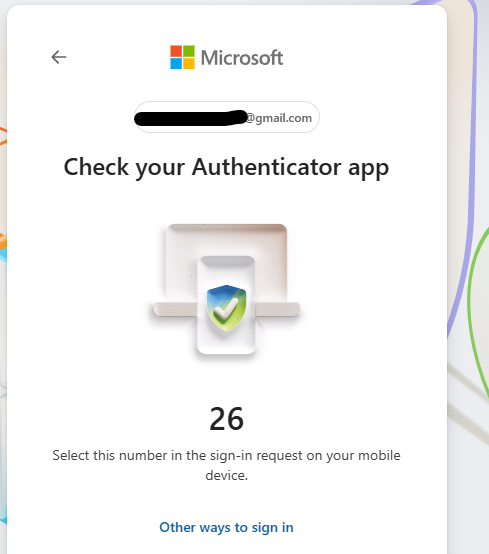 Microsoft
@gmail.com
Check your Authenticator app
26
Select this number in the sign-in request on your mobile
device.
Other ways to sign in